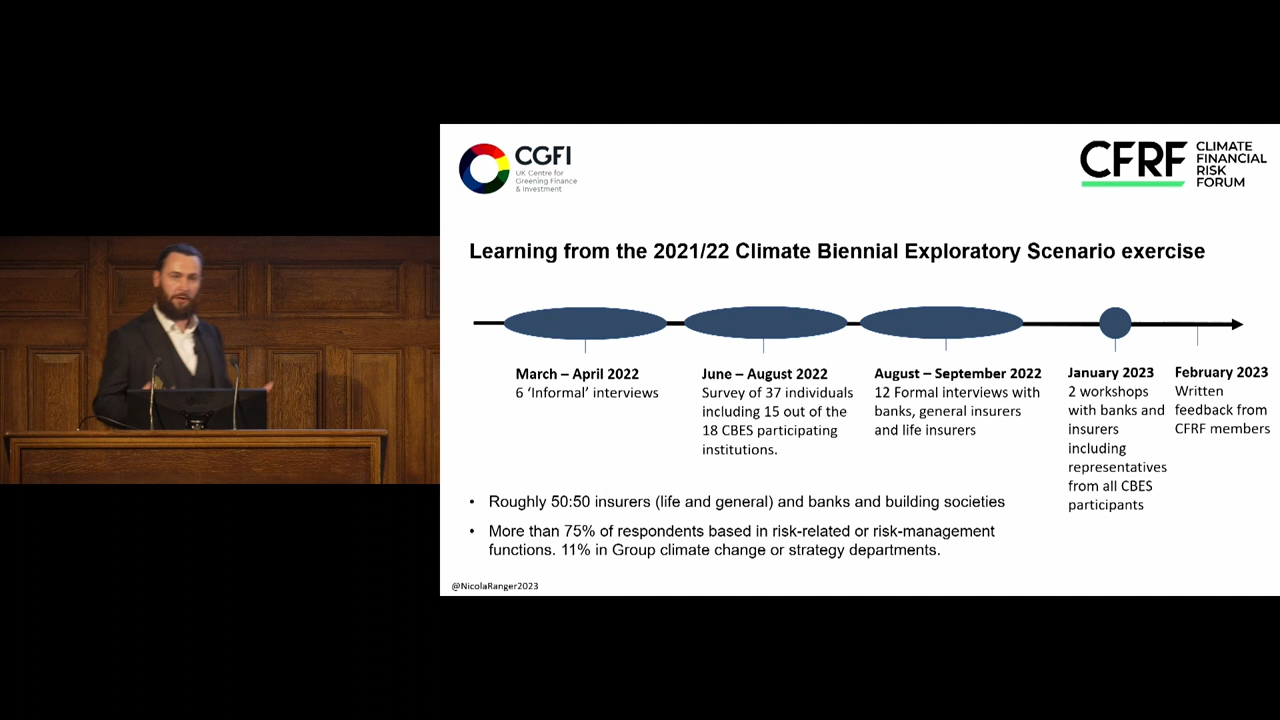 CGFI
UK Centre for
Greening Finance
& Investment
CFRF
CLIMATE
FINANCIAL
RISK
FORUM
Learning from the 2021/22 Climate Biennial Exploratory Scenario exercise
March – April 2022
6 ‘Informal’ interviews
June – August 2022
Survey of 37 individuals
including 15 out of the
18 CBES participating
institutions.
August – September 2022
12 Formal interviews with
banks, general insurers
and life insurers
January 2023
2 workshops
with banks and
insurers
including
representatives
from all CBES
participants
February 2023
Written
feedback from
CFRF members
• Roughly 50:50 insurers (life and general) and banks and building societies
• More than 75% of respondents based in risk-related or risk-management
functions. 11% in Group climate change or strategy departments.
@NicolaRanger2023